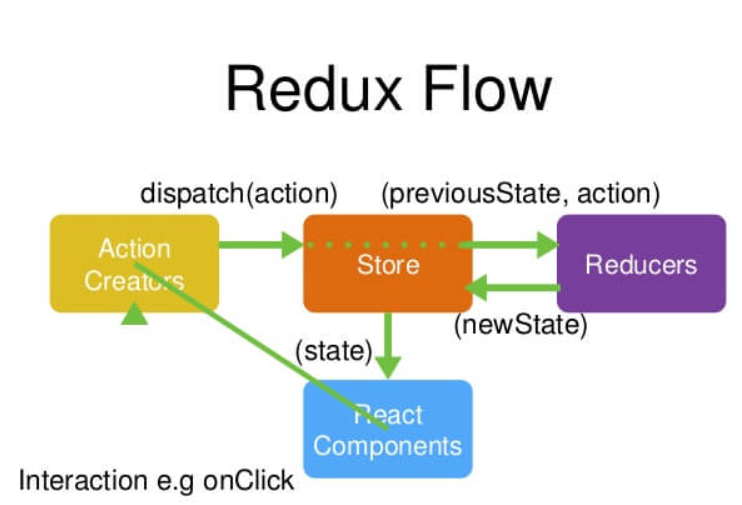 Redux Flow
dispatch(action)
(previousState, action)
Action
Creators
Store
Reducers
(newState)
(state)
React
Components
Interaction e.g onClick